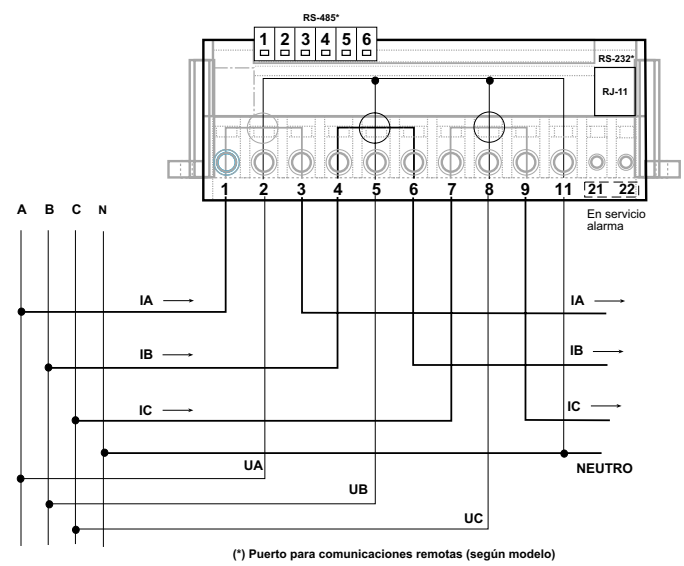 RS-485*
1 2 3 4 5 6
RS-232*
RJ-11
1 2 3 4 5 6 7 8 9 11 21 22
En servicio
alarma
A B C N
IA IA
IB IB
IC IC
NEUTRO
UA
UB
UC
(*) Puerto para comunicaciones remotas (según modelo)